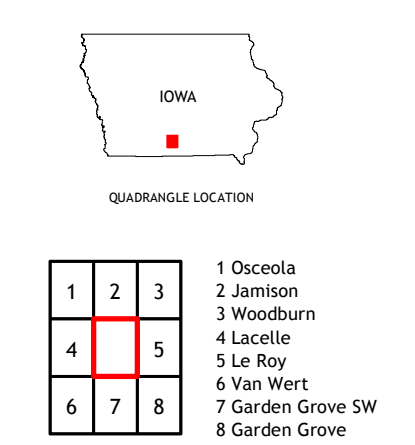 IOWA
QUADRANGLE LOCATION
1 2 3
4 5
6 7 8
1 Osceola
2 Jamison
3 Woodburn
4 Lacelle
5 Le Roy
6 Van Wert
7 Garden Grove SW
8 Garden Grove